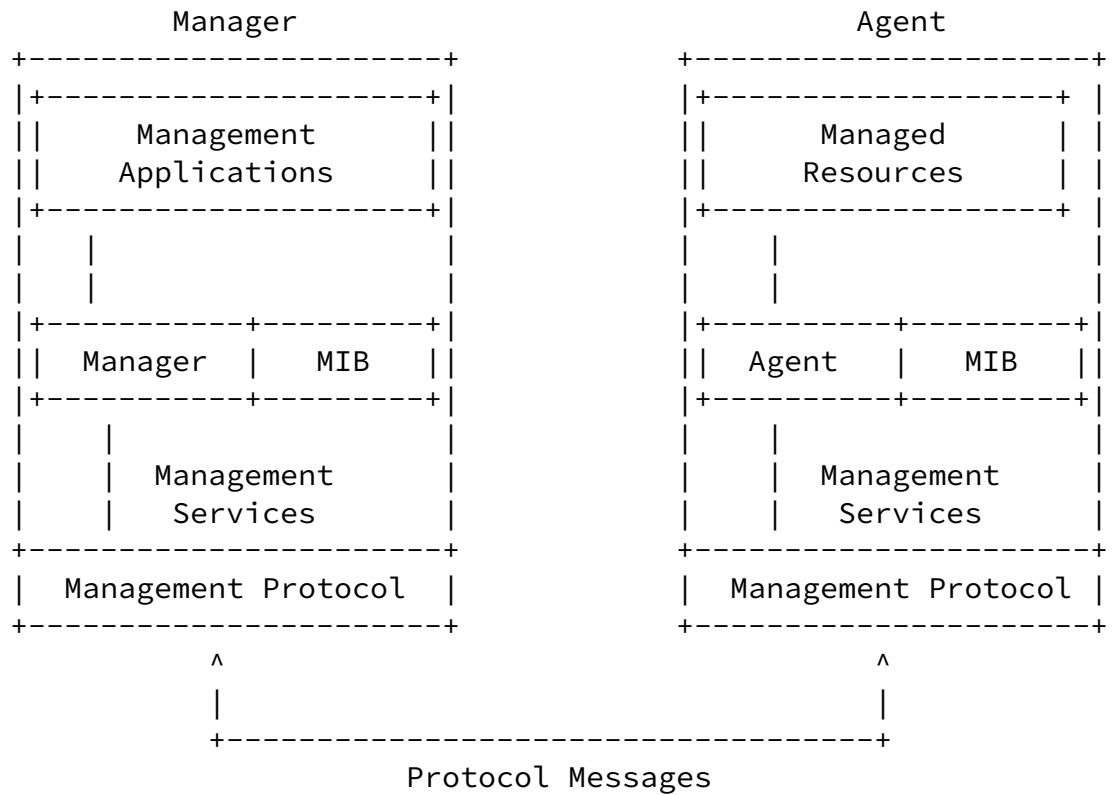 Manager Agent
Management Managed
Applications Resources
Manager MIB Agent MIB
Management Management
Services Services
Management Protocol Management Protocol
Protocol Messages